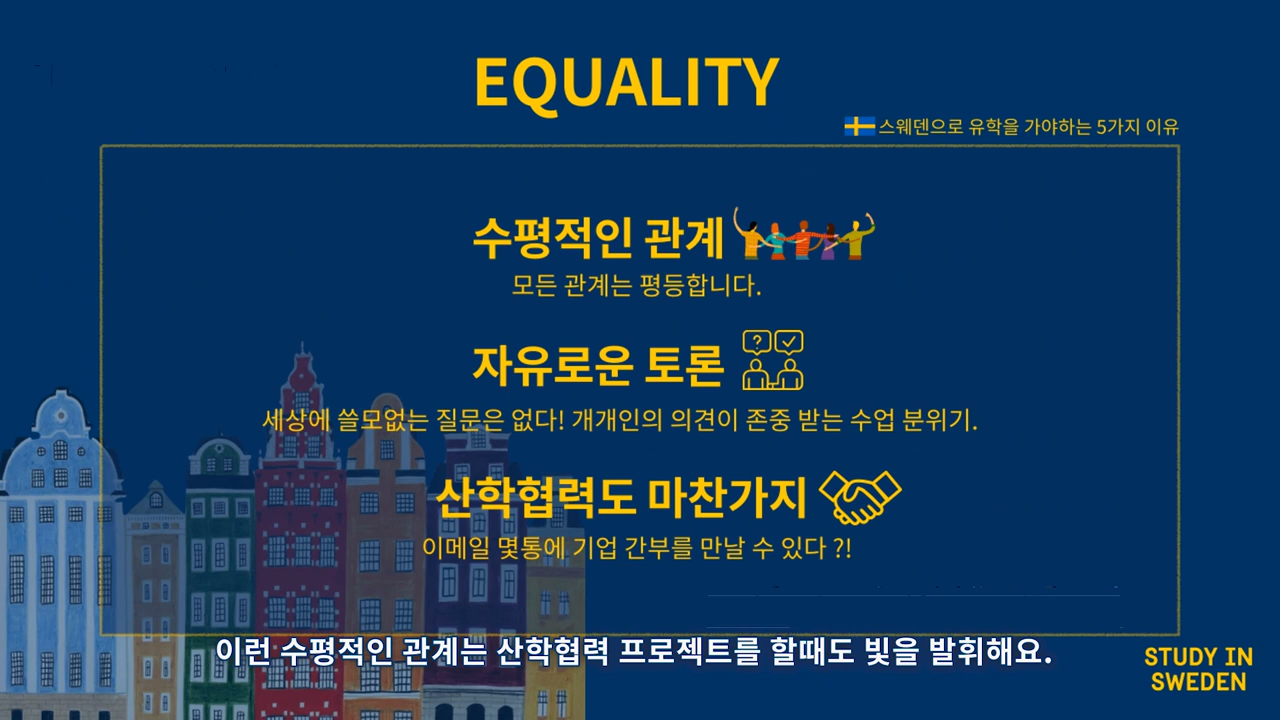 EQUALITY
스웨덴으로 유학을 가야하는 5가지 이유
수평적인 관계
모든 관계는 평등합니다.
자유로운 토론
세상에 쓸모없는 질문은 없다! 개개인의 의견이 존중 받는 수업 분위기.
산학협력도 마찬가지
이메일 몇통에 기업 간부를 만날 수 있다 ?!
이런 수평적인 관계는 산학협력 프로젝트를 할때도 빛을 발휘해요.
STUDY IN
SWEDEN